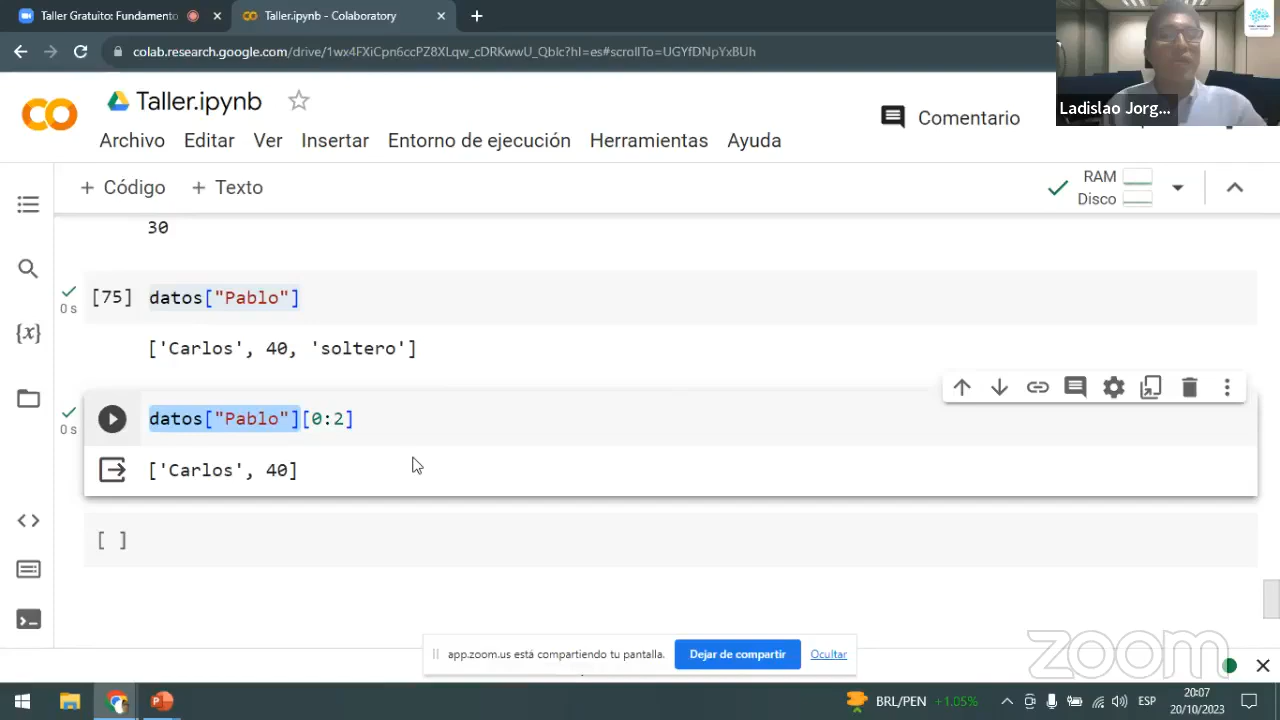 Taller Gratuito: Fundamento
Taller.ipynb - Colaboratory
colab.research.google.com/drive/1wx4FXiCpn6ccPZ8XLqw_cDRKwwU_Qblc?hl=es#scrollTo=UGYfDNpYxBUh
Ladislao Jorg...
Taller.ipynb
Comentario
Archivo Editar Ver Insertar Entorno de ejecución Herramientas Ayuda
+ Código + Texto
RAM
Disco
30
0 s
[75] datos["Pablo"]
['Carlos', 40, 'soltero']
0 s
datos["Pablo"][0:2]
['Carlos', 40]
[ ]
app.zoom.us está compartiendo tu pantalla. Dejar de compartir Ocultar
zoom
BRL/PEN +1.05% ESP
20:07
20/10/2023